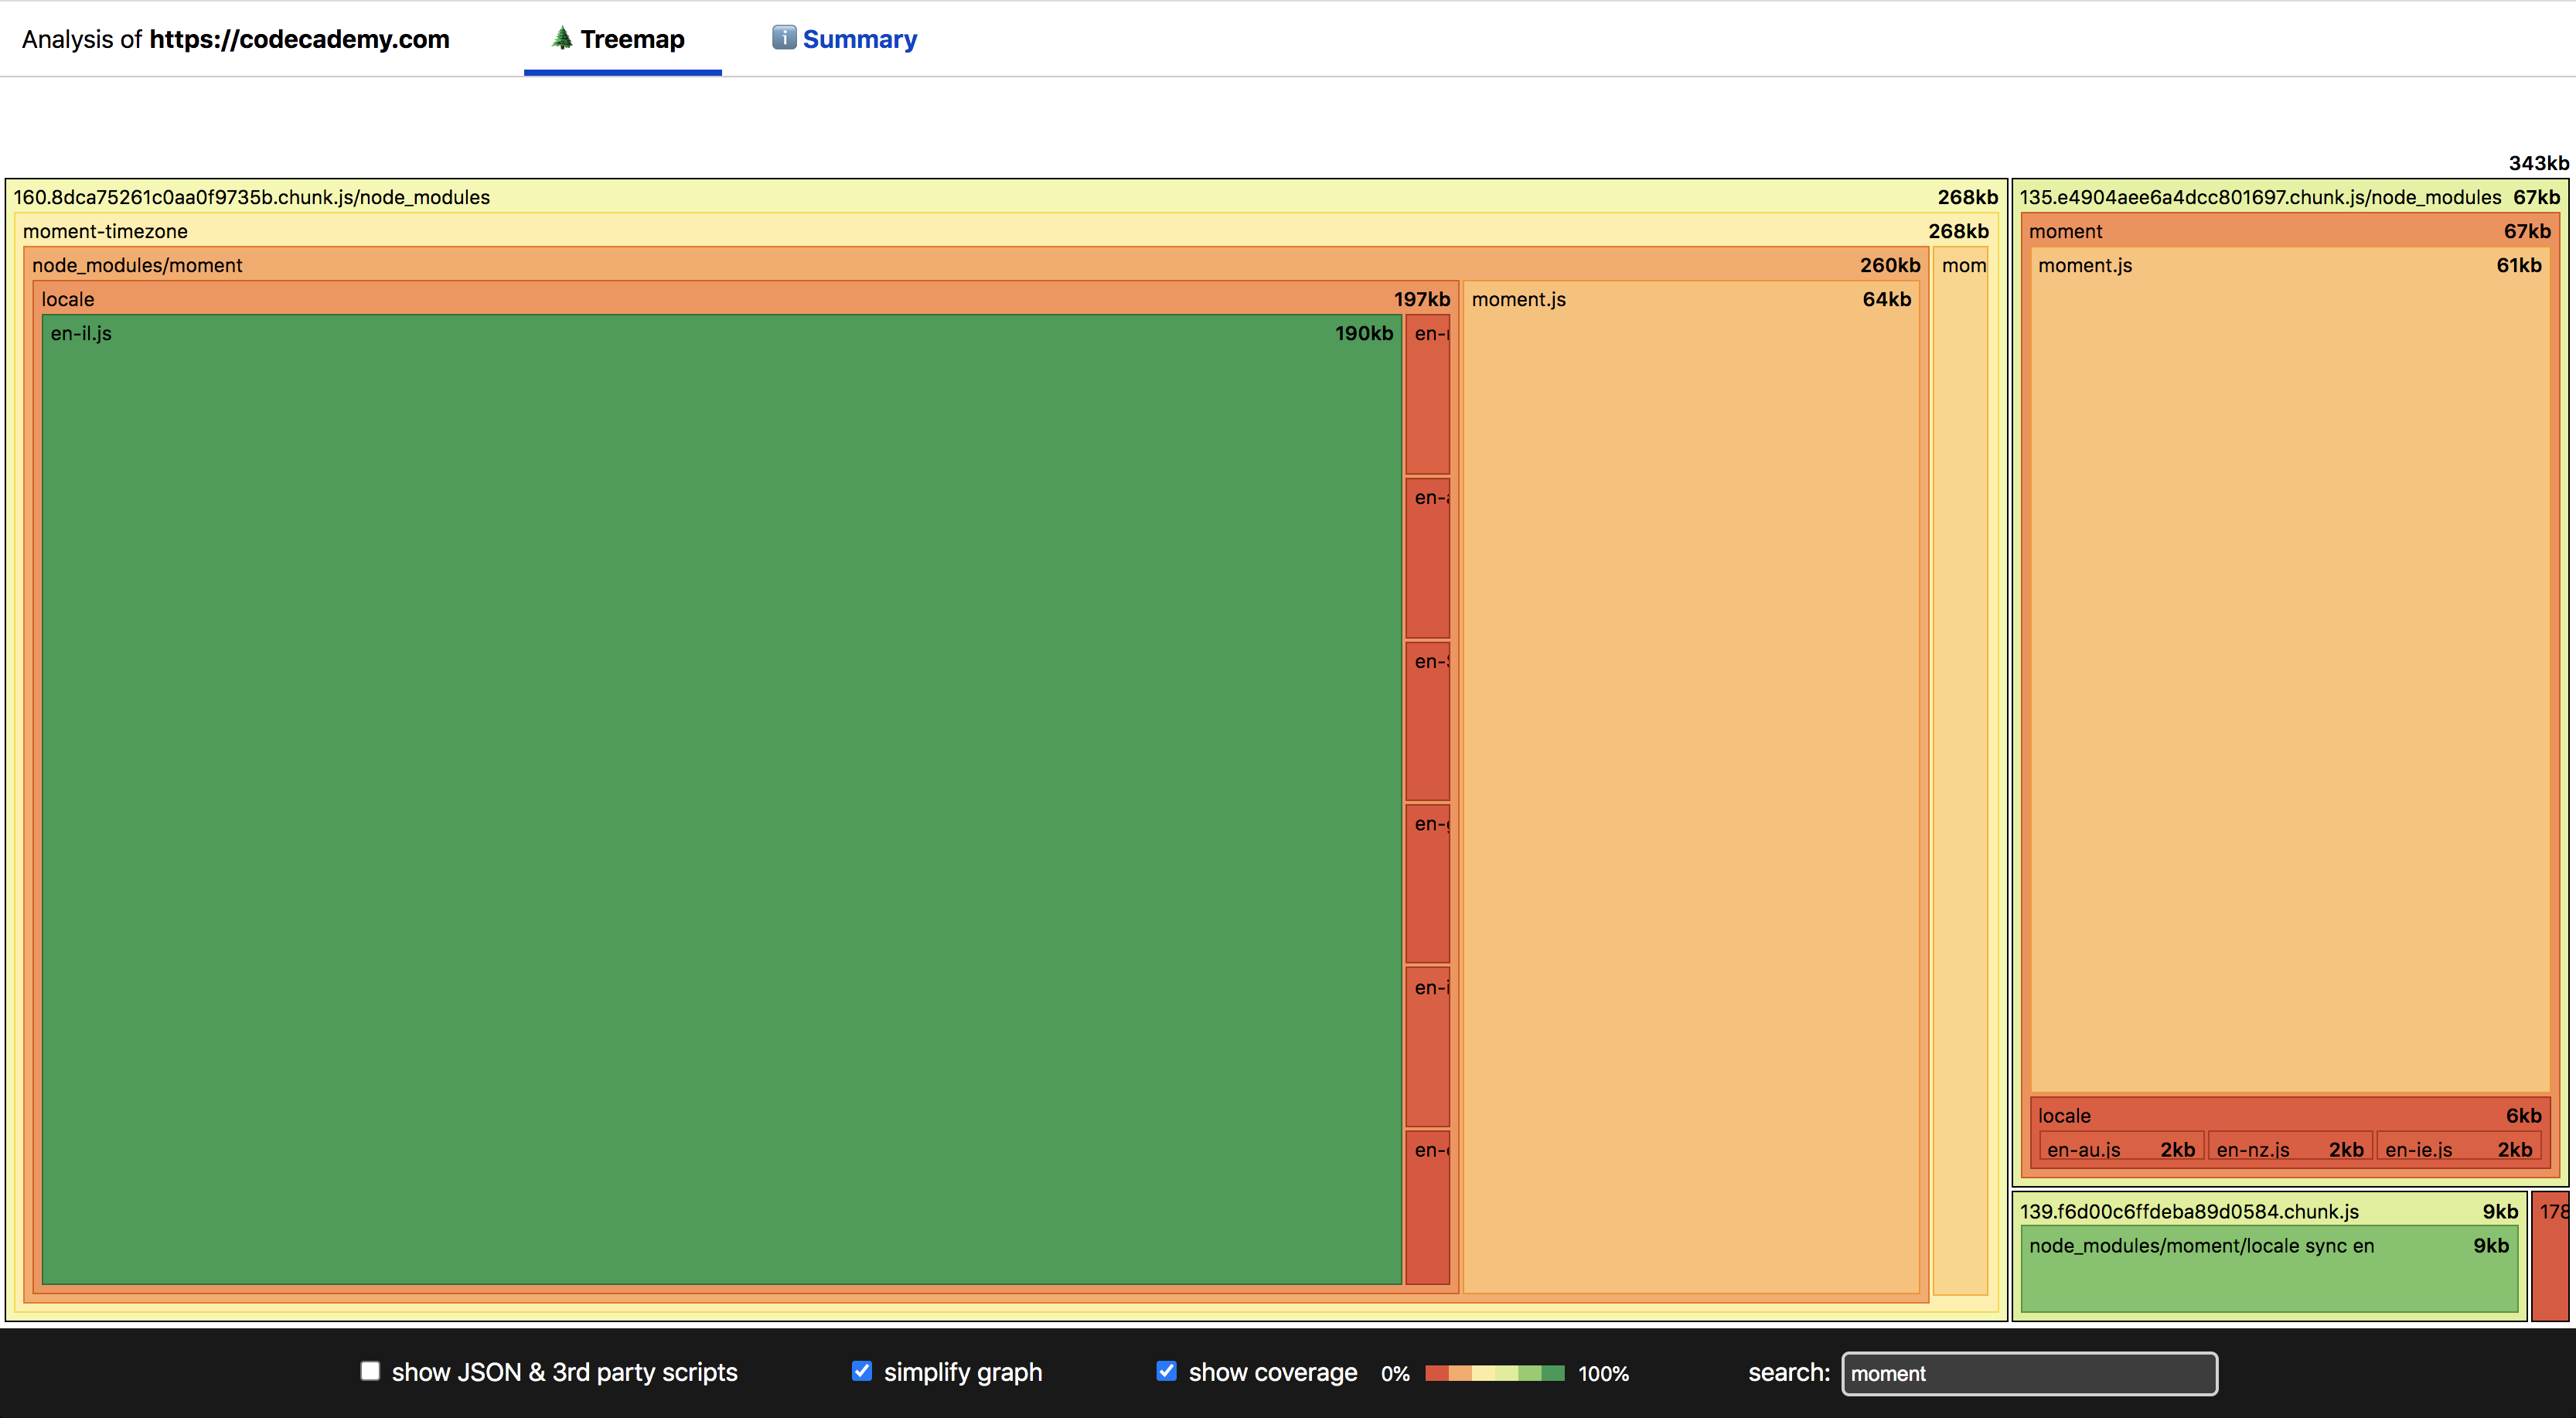 Analysis of https://codecademy.com
Treemap
Summary
343kb
160.8dca75261c0aa0f9735b.chunk.js/node_modules 268kb
moment-timezone 268kb
node_modules/moment 260kb
mom
locale 197kb
moment.js 64kb
en-il.js 190kb
en-
en-
en-
en-
en-i
en-
135.e4904aee6a4dcc801697.chunk.js/node_modules 67kb
moment 67kb
moment.js 61kb
locale 6kb
en-au.js 2kb
en-nz.js 2kb
en-ie.js 2kb
139.f6d00c6ffdeba89d0584.chunk.js 9kb
node_modules/moment/locale sync en 9kb
178
show JSON & 3rd party scripts
simplify graph
show coverage 0% 100%
search: moment